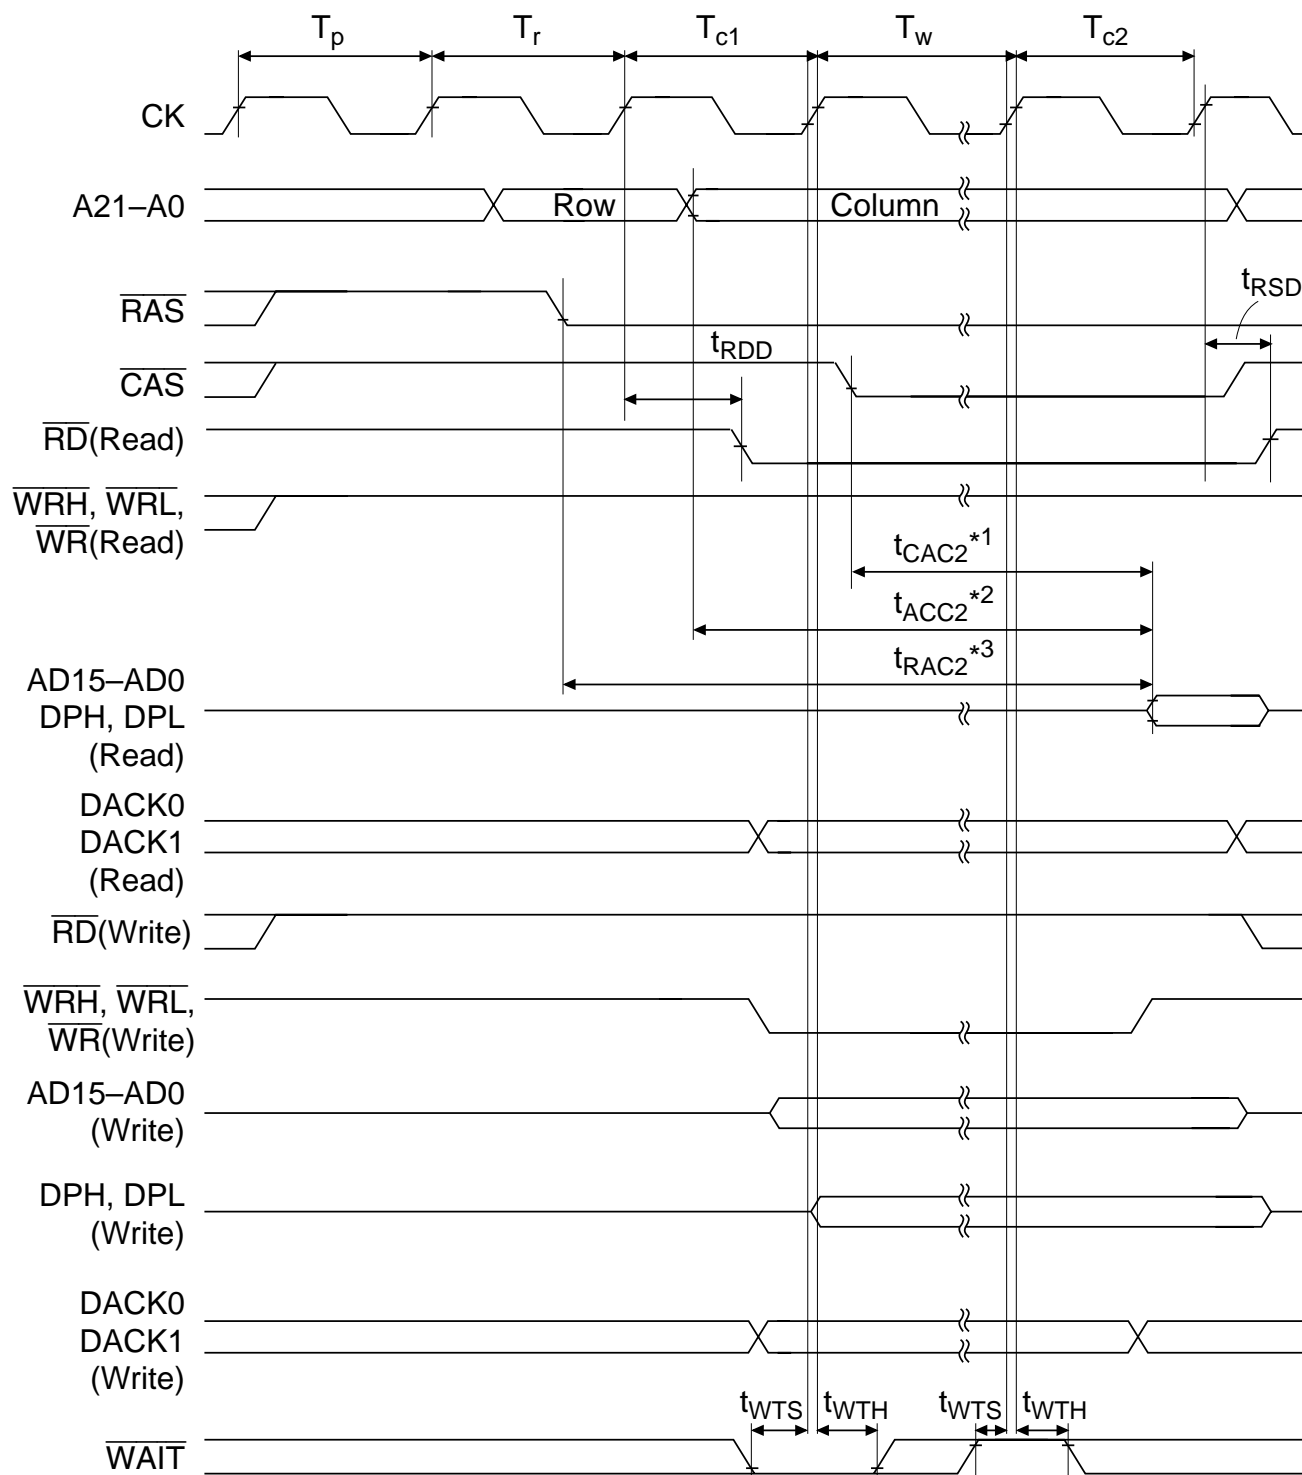 Tp Tr Tc1 Tw Tc2
CK
A21–A0 Row Column
RAS
tRSD
CAS
tRDD
RD(Read)
WRH, WRL,
WR(Read)
tCAC2*1
tACC2*2
tRAC2*3
AD15–AD0
DPH, DPL
(Read)
DACK0
DACK1
(Read)
RD(Write)
WRH, WRL,
WR(Write)
AD15–AD0
(Write)
DPH, DPL
(Write)
DACK0
DACK1
(Write)
tWTS tWTH tWTS tWTH
WAIT